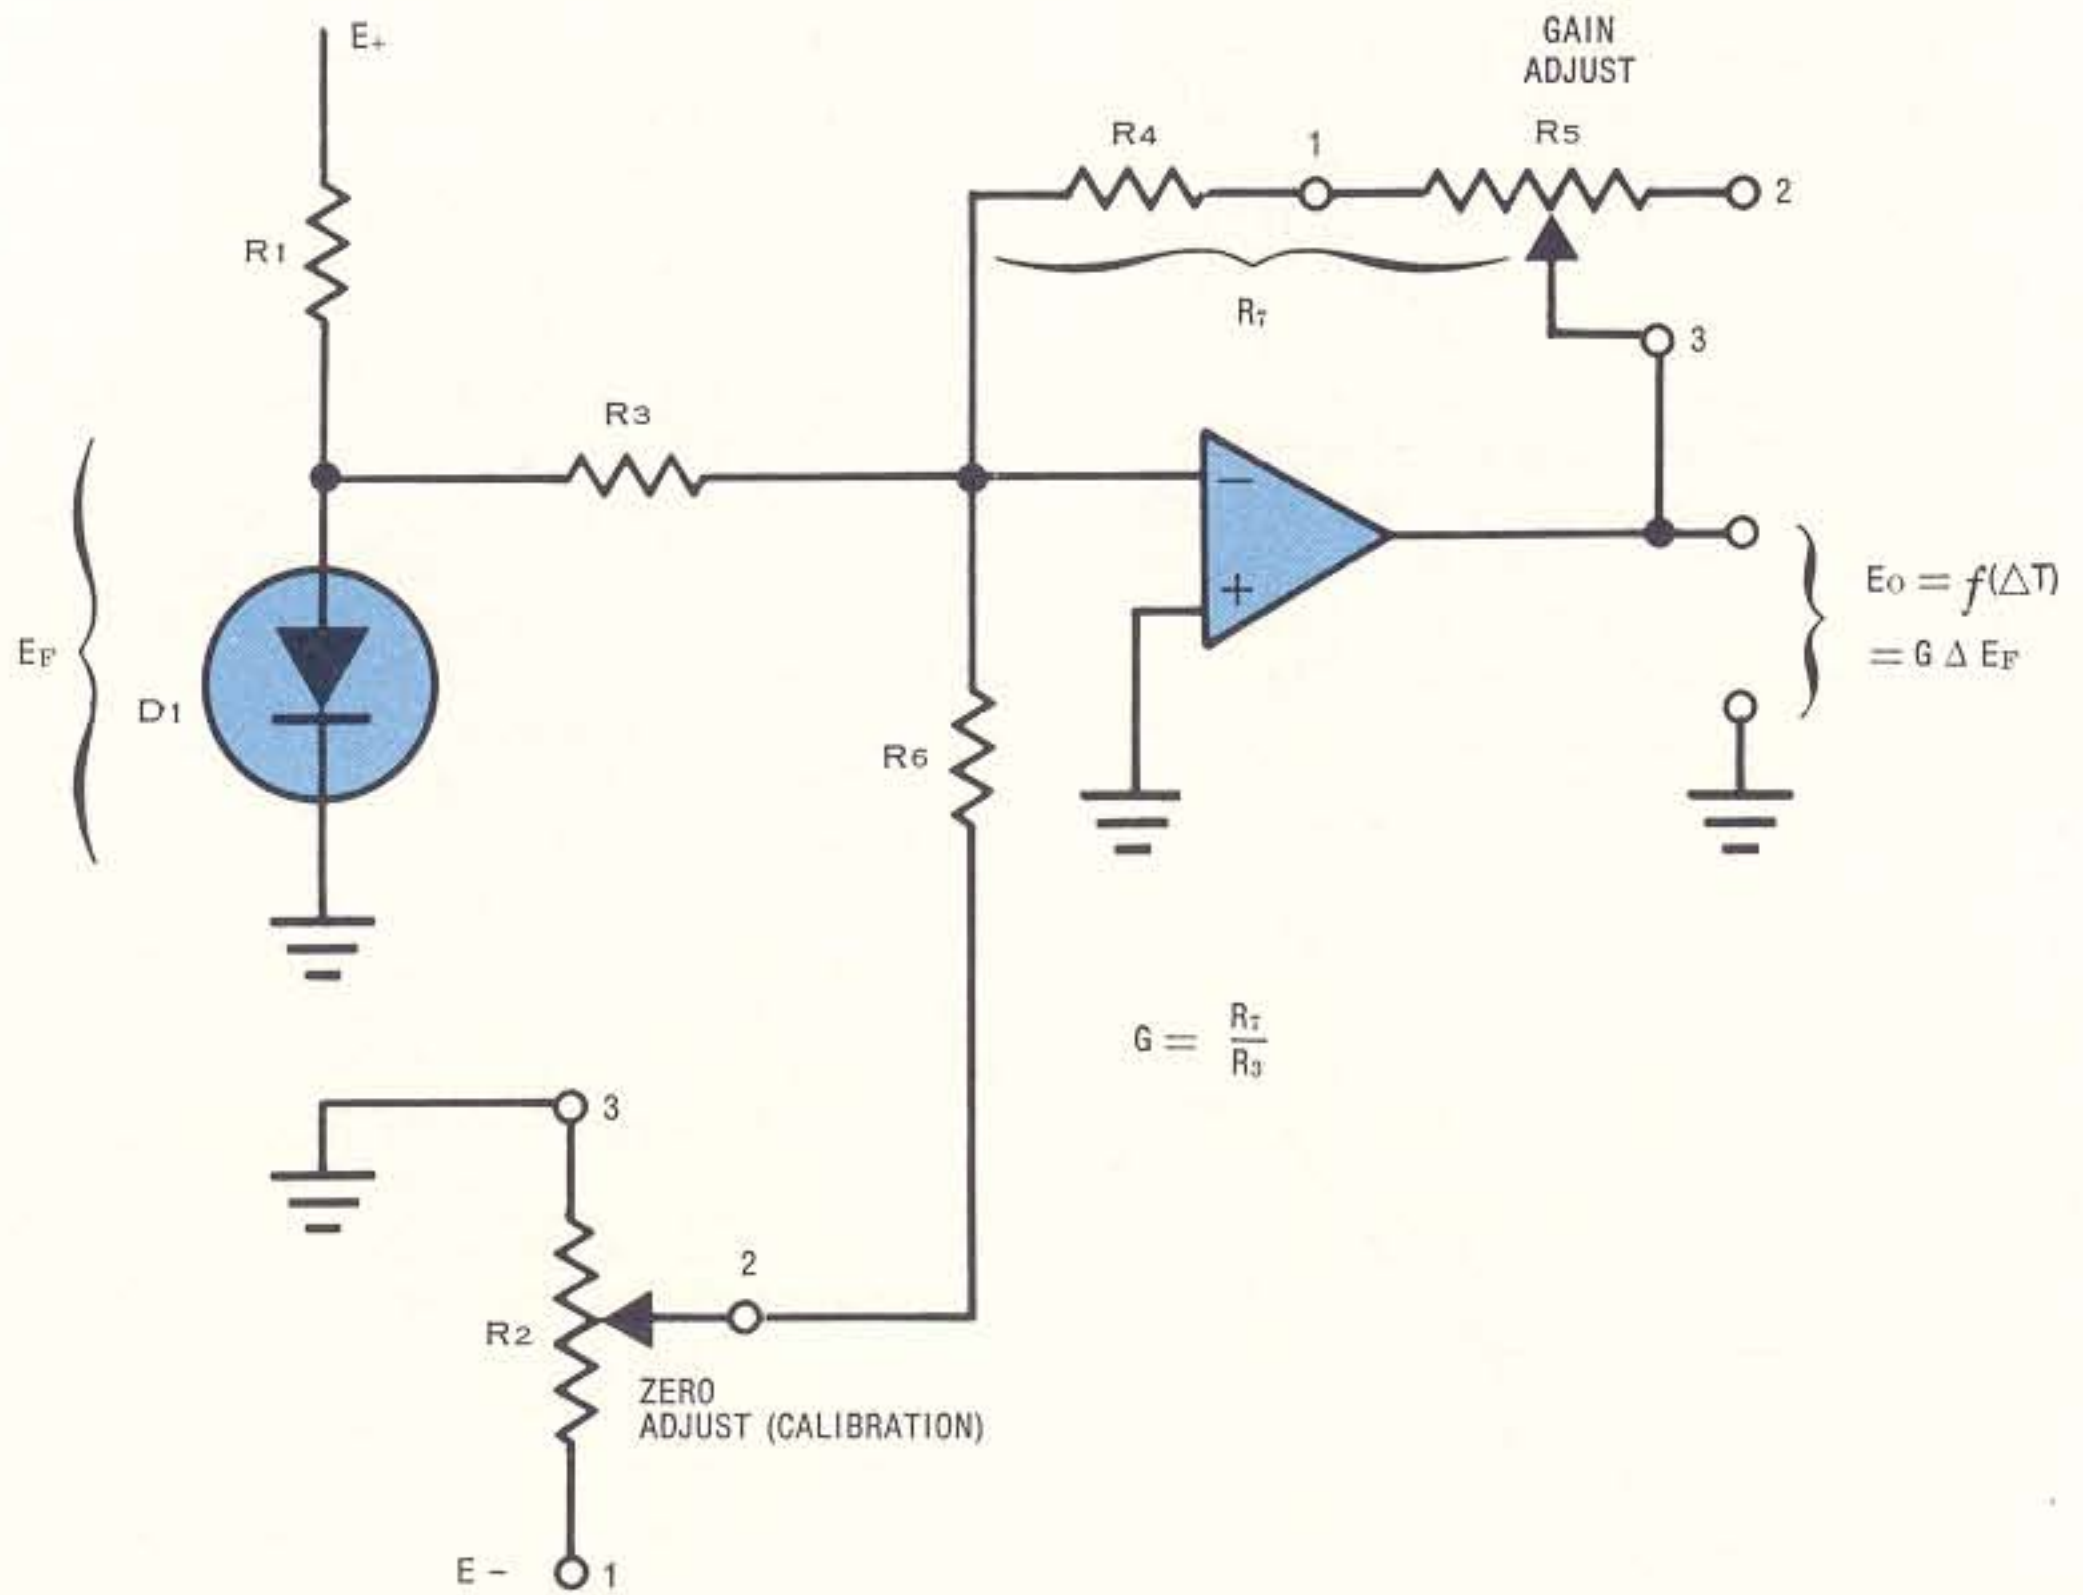 E+
GAIN
ADJUST
R4
1
R5
2
R1
R7
3
R3
−
+
EF
D1
R6
EO = f(△T)
= G Δ EF
G = R7
R3
3
2
R2
ZERO
ADJUST (CALIBRATION)
E −
1